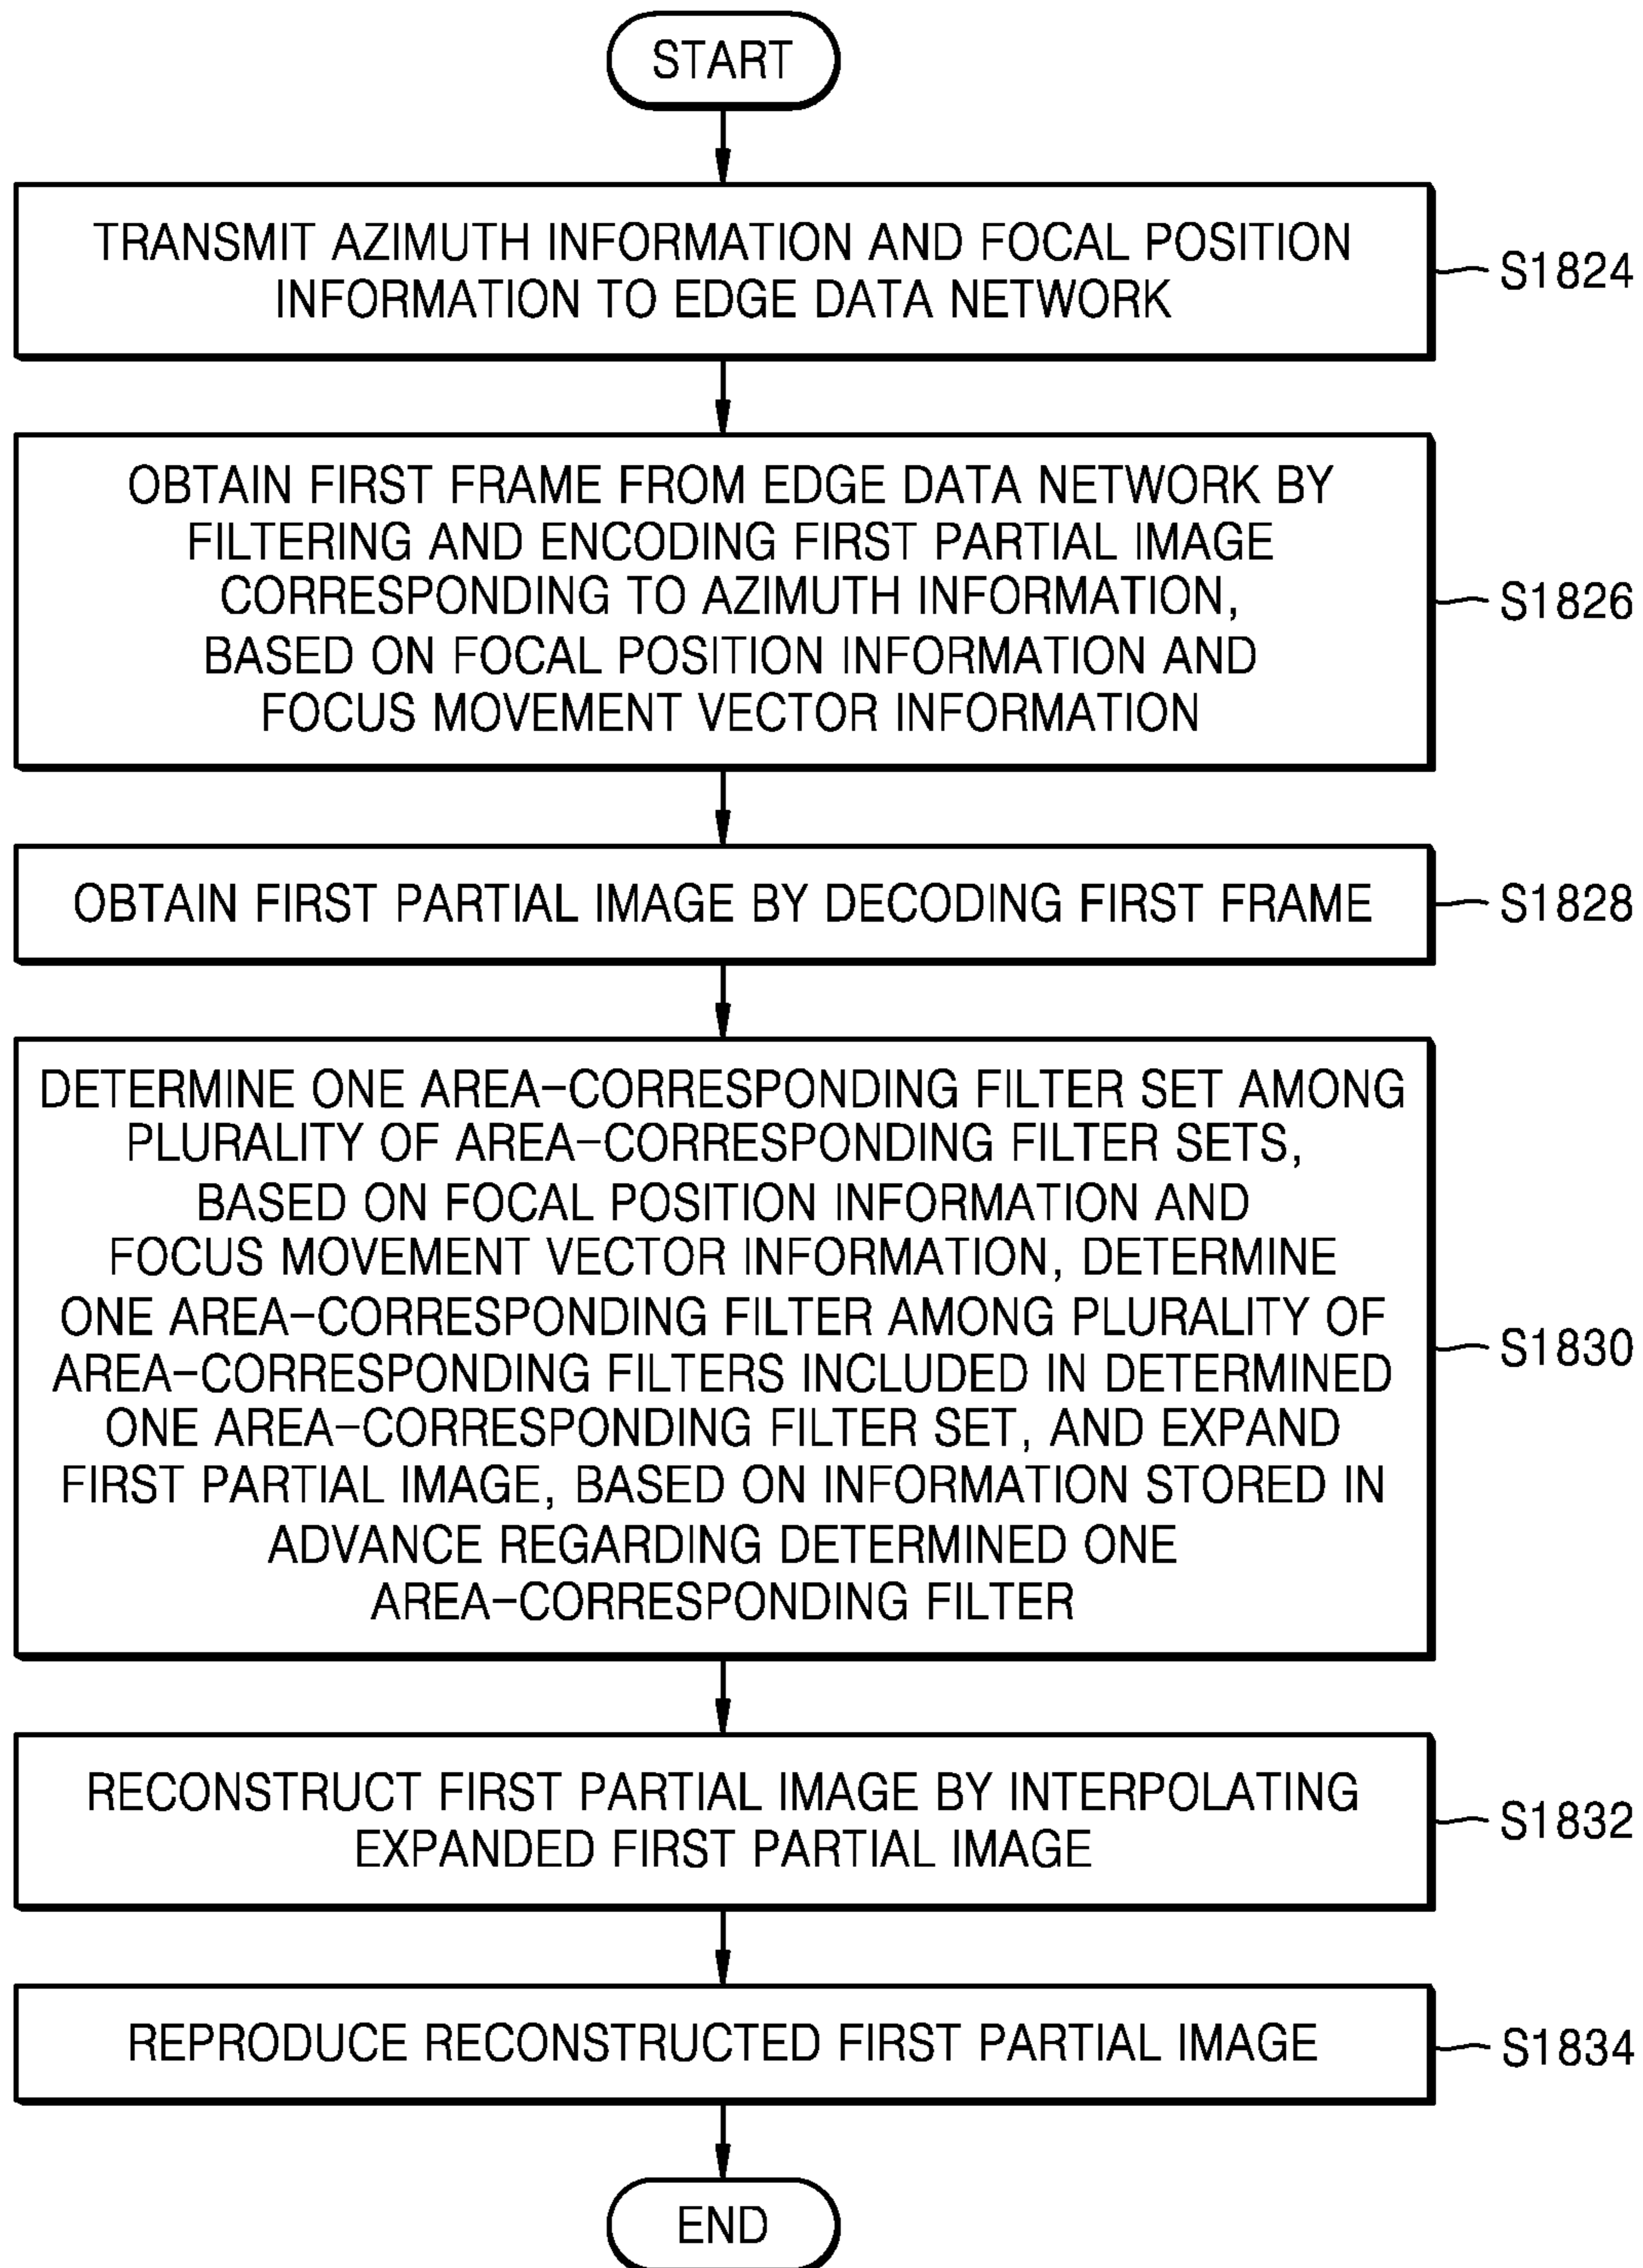 START
TRANSMIT AZIMUTH INFORMATION AND FOCAL POSITION
INFORMATION TO EDGE DATA NETWORK
S1824
OBTAIN FIRST FRAME FROM EDGE DATA NETWORK BY
FILTERING AND ENCODING FIRST PARTIAL IMAGE
CORRESPONDING TO AZIMUTH INFORMATION,
BASED ON FOCAL POSITION INFORMATION AND
FOCUS MOVEMENT VECTOR INFORMATION
S1826
OBTAIN FIRST PARTIAL IMAGE BY DECODING FIRST FRAME
S1828
DETERMINE ONE AREA-CORRESPONDING FILTER SET AMONG
PLURALITY OF AREA-CORRESPONDING FILTER SETS,
BASED ON FOCAL POSITION INFORMATION AND
FOCUS MOVEMENT VECTOR INFORMATION, DETERMINE
ONE AREA-CORRESPONDING FILTER AMONG PLURALITY OF
AREA-CORRESPONDING FILTERS INCLUDED IN DETERMINED
ONE AREA-CORRESPONDING FILTER SET, AND EXPAND
FIRST PARTIAL IMAGE, BASED ON INFORMATION STORED IN
ADVANCE REGARDING DETERMINED ONE
AREA-CORRESPONDING FILTER
S1830
RECONSTRUCT FIRST PARTIAL IMAGE BY INTERPOLATING
EXPANDED FIRST PARTIAL IMAGE
S1832
REPRODUCE RECONSTRUCTED FIRST PARTIAL IMAGE
S1834
END